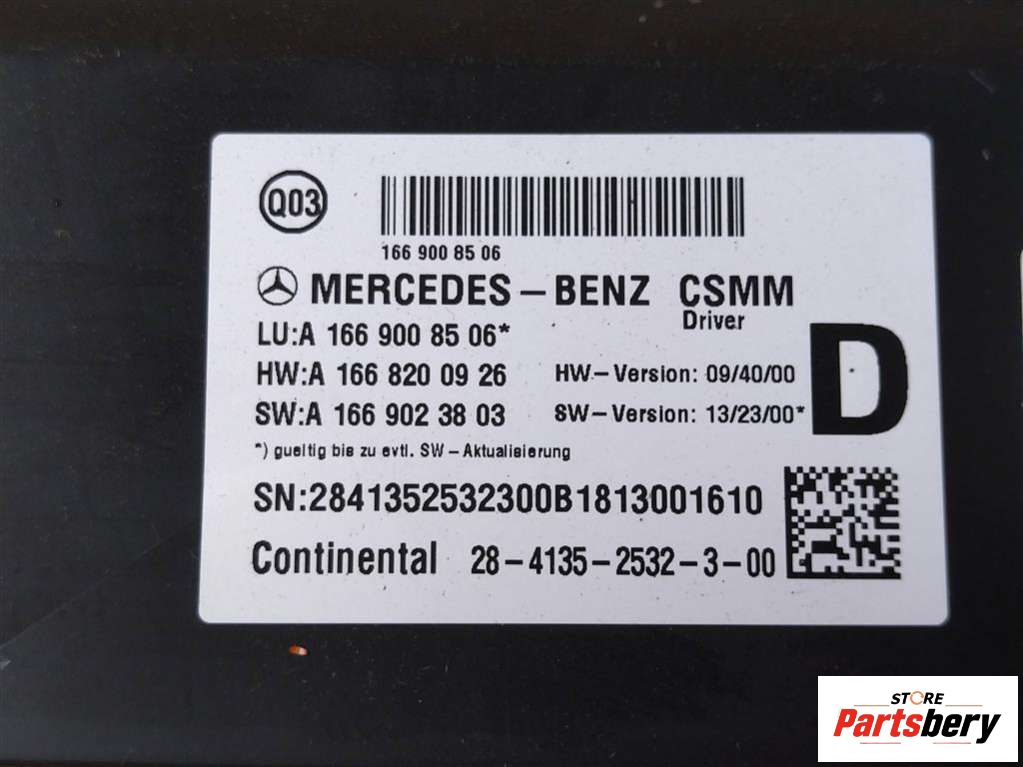 Q03
166 900 85 06
MERCEDES-BENZ CSMM
Driver
LU:A 166 900 85 06*
HW:A 166 820 09 26 HW-Version: 09/40/00
SW:A 166 902 38 03 SW-Version: 13/23/00*
D
*) gueltig bis zu evtl. SW-Aktualisierung
SN:2841352532300B1813001610
Continental 28-4135-2532-3-00
STORE
Partsbery